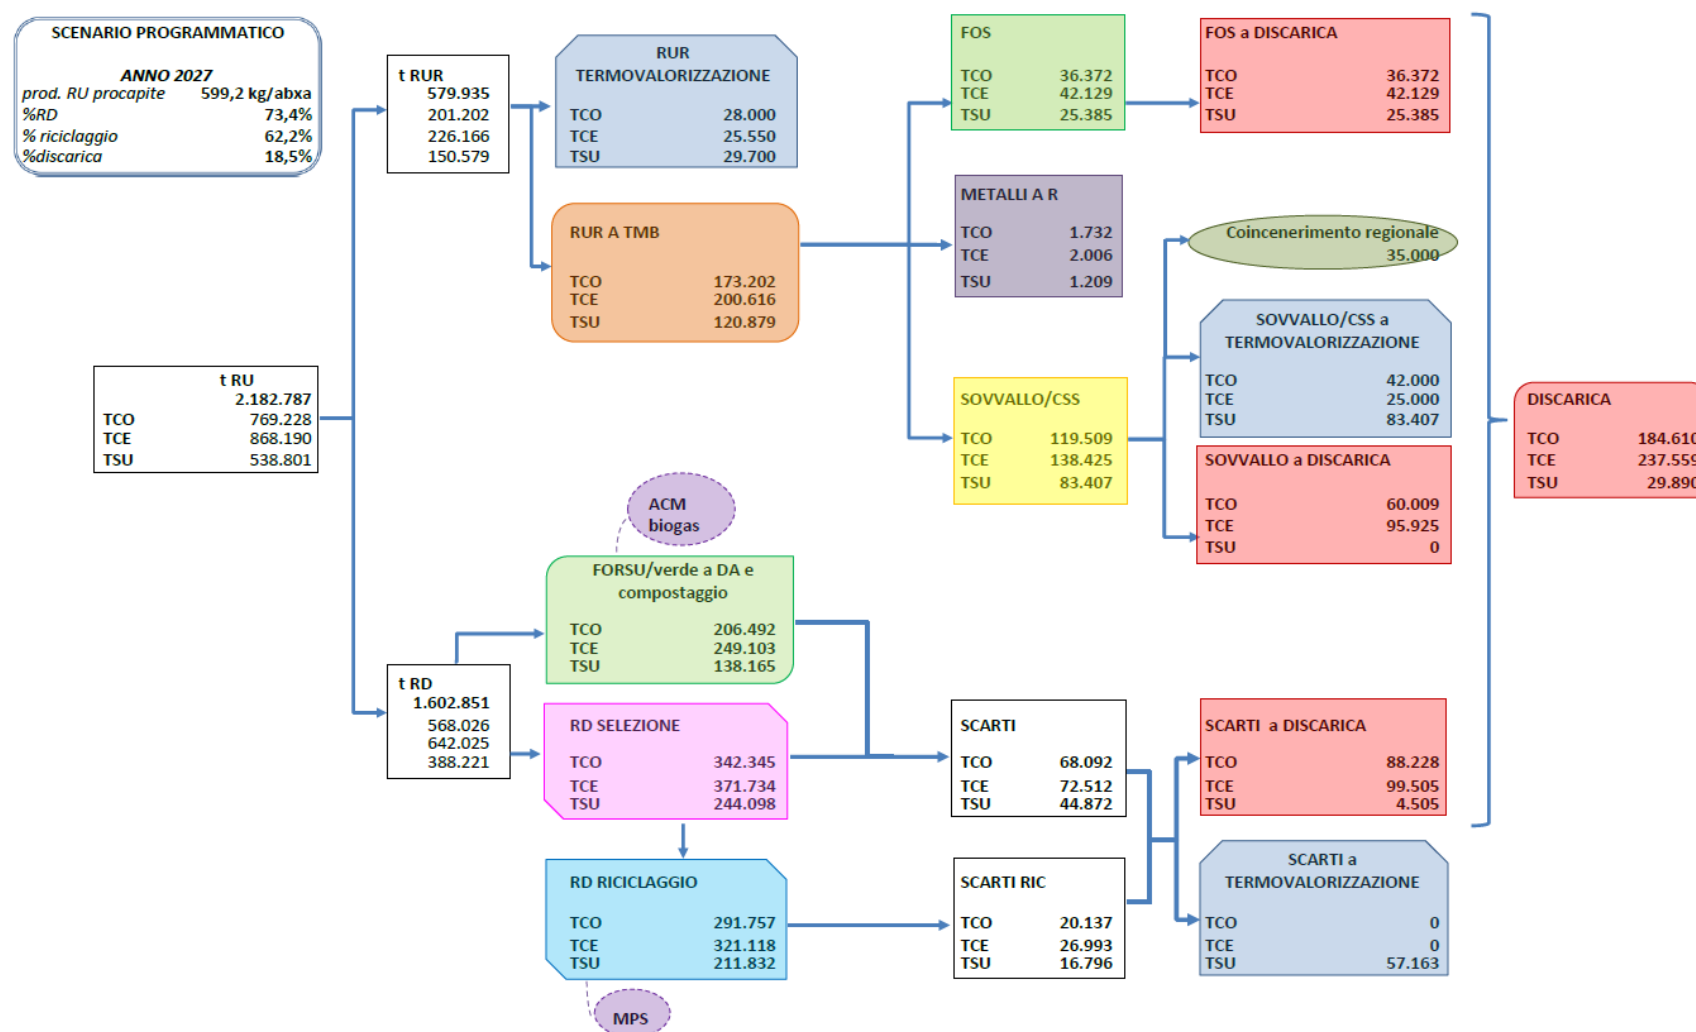 SCENARIO PROGRAMMATICO
ANNO 2027
prod. RU procapite 599,2 kg/abxa
%RD 73,4%
% riciclaggio 62,2%
%discarica 18,5%
t RU
2.182.787
TCO 769.228
TCE 868.190
TSU 538.801
t RUR
579.935
201.202
226.166
150.579
RUR
TERMOVALORIZZAZIONE
TCO 28.000
TCE 25.550
TSU 29.700
RUR A TMB
TCO 173.202
TCE 200.616
TSU 120.879
FOS
TCO 36.372
TCE 42.129
TSU 25.385
FOS a DISCARICA
TCO 36.372
TCE 42.129
TSU 25.385
METALLI A R
TCO 1.732
TCE 2.006
TSU 1.209
Coincenerimento regionale
35.000
SOVVALLO/CSS a
TERMOVALORIZZAZIONE
TCO 42.000
TCE 25.000
TSU 83.407
SOVVALLO/CSS
TCO 119.509
TCE 138.425
TSU 83.407
SOVVALLO a DISCARICA
TCO 60.009
TCE 95.925
TSU 0
DISCARICA
TCO 184.610
TCE 237.559
TSU 29.890
ACM
biogas
FORSU/verde a DA e
compostaggio
TCO 206.492
TCE 249.103
TSU 138.165
t RD
1.602.851
568.026
642.025
388.221
RD SELEZIONE
TCO 342.345
TCE 371.734
TSU 244.098
SCARTI
TCO 68.092
TCE 72.512
TSU 44.872
SCARTI a DISCARICA
TCO 88.228
TCE 99.505
TSU 4.505
RD RICICLAGGIO
TCO 291.757
TCE 321.118
TSU 211.832
SCARTI RIC
TCO 20.137
TCE 26.993
TSU 16.796
SCARTI a
TERMOVALORIZZAZIONE
TCO 0
TCE 0
TSU 57.163
MPS